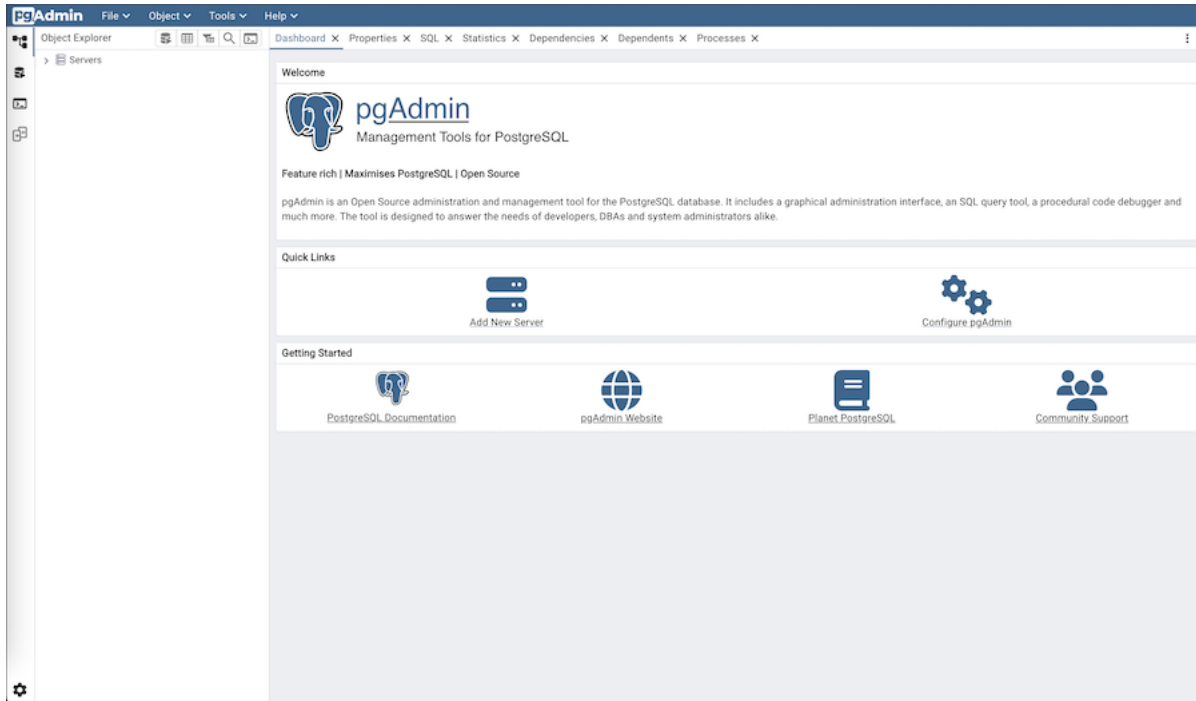 pgAdmin File Object Tools Help
Object Explorer
Servers
Dashboard X Properties X SQL X Statistics X Dependencies X Dependents X Processes X
Welcome
pgAdmin
Management Tools for PostgreSQL
Feature rich | Maximises PostgreSQL | Open Source
pgAdmin is an Open Source administration and management tool for the PostgreSQL database. It includes a graphical administration interface, an SQL query tool, a procedural code debugger and
much more. The tool is designed to answer the needs of developers, DBAs and system administrators alike.
Quick Links
Add New Server Configure pgAdmin
Getting Started
PostgreSQL Documentation pgAdmin Website Planet PostgreSQL Community Support